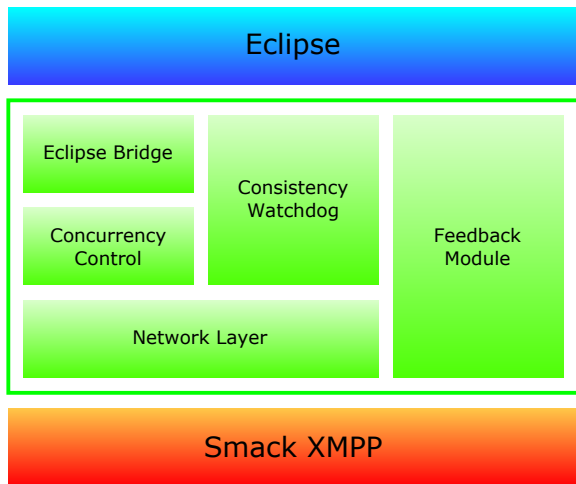 Eclipse
Eclipse Bridge
Consistency
Watchdog
Feedback
Module
Concurrency
Control
Network Layer
Smack XMPP